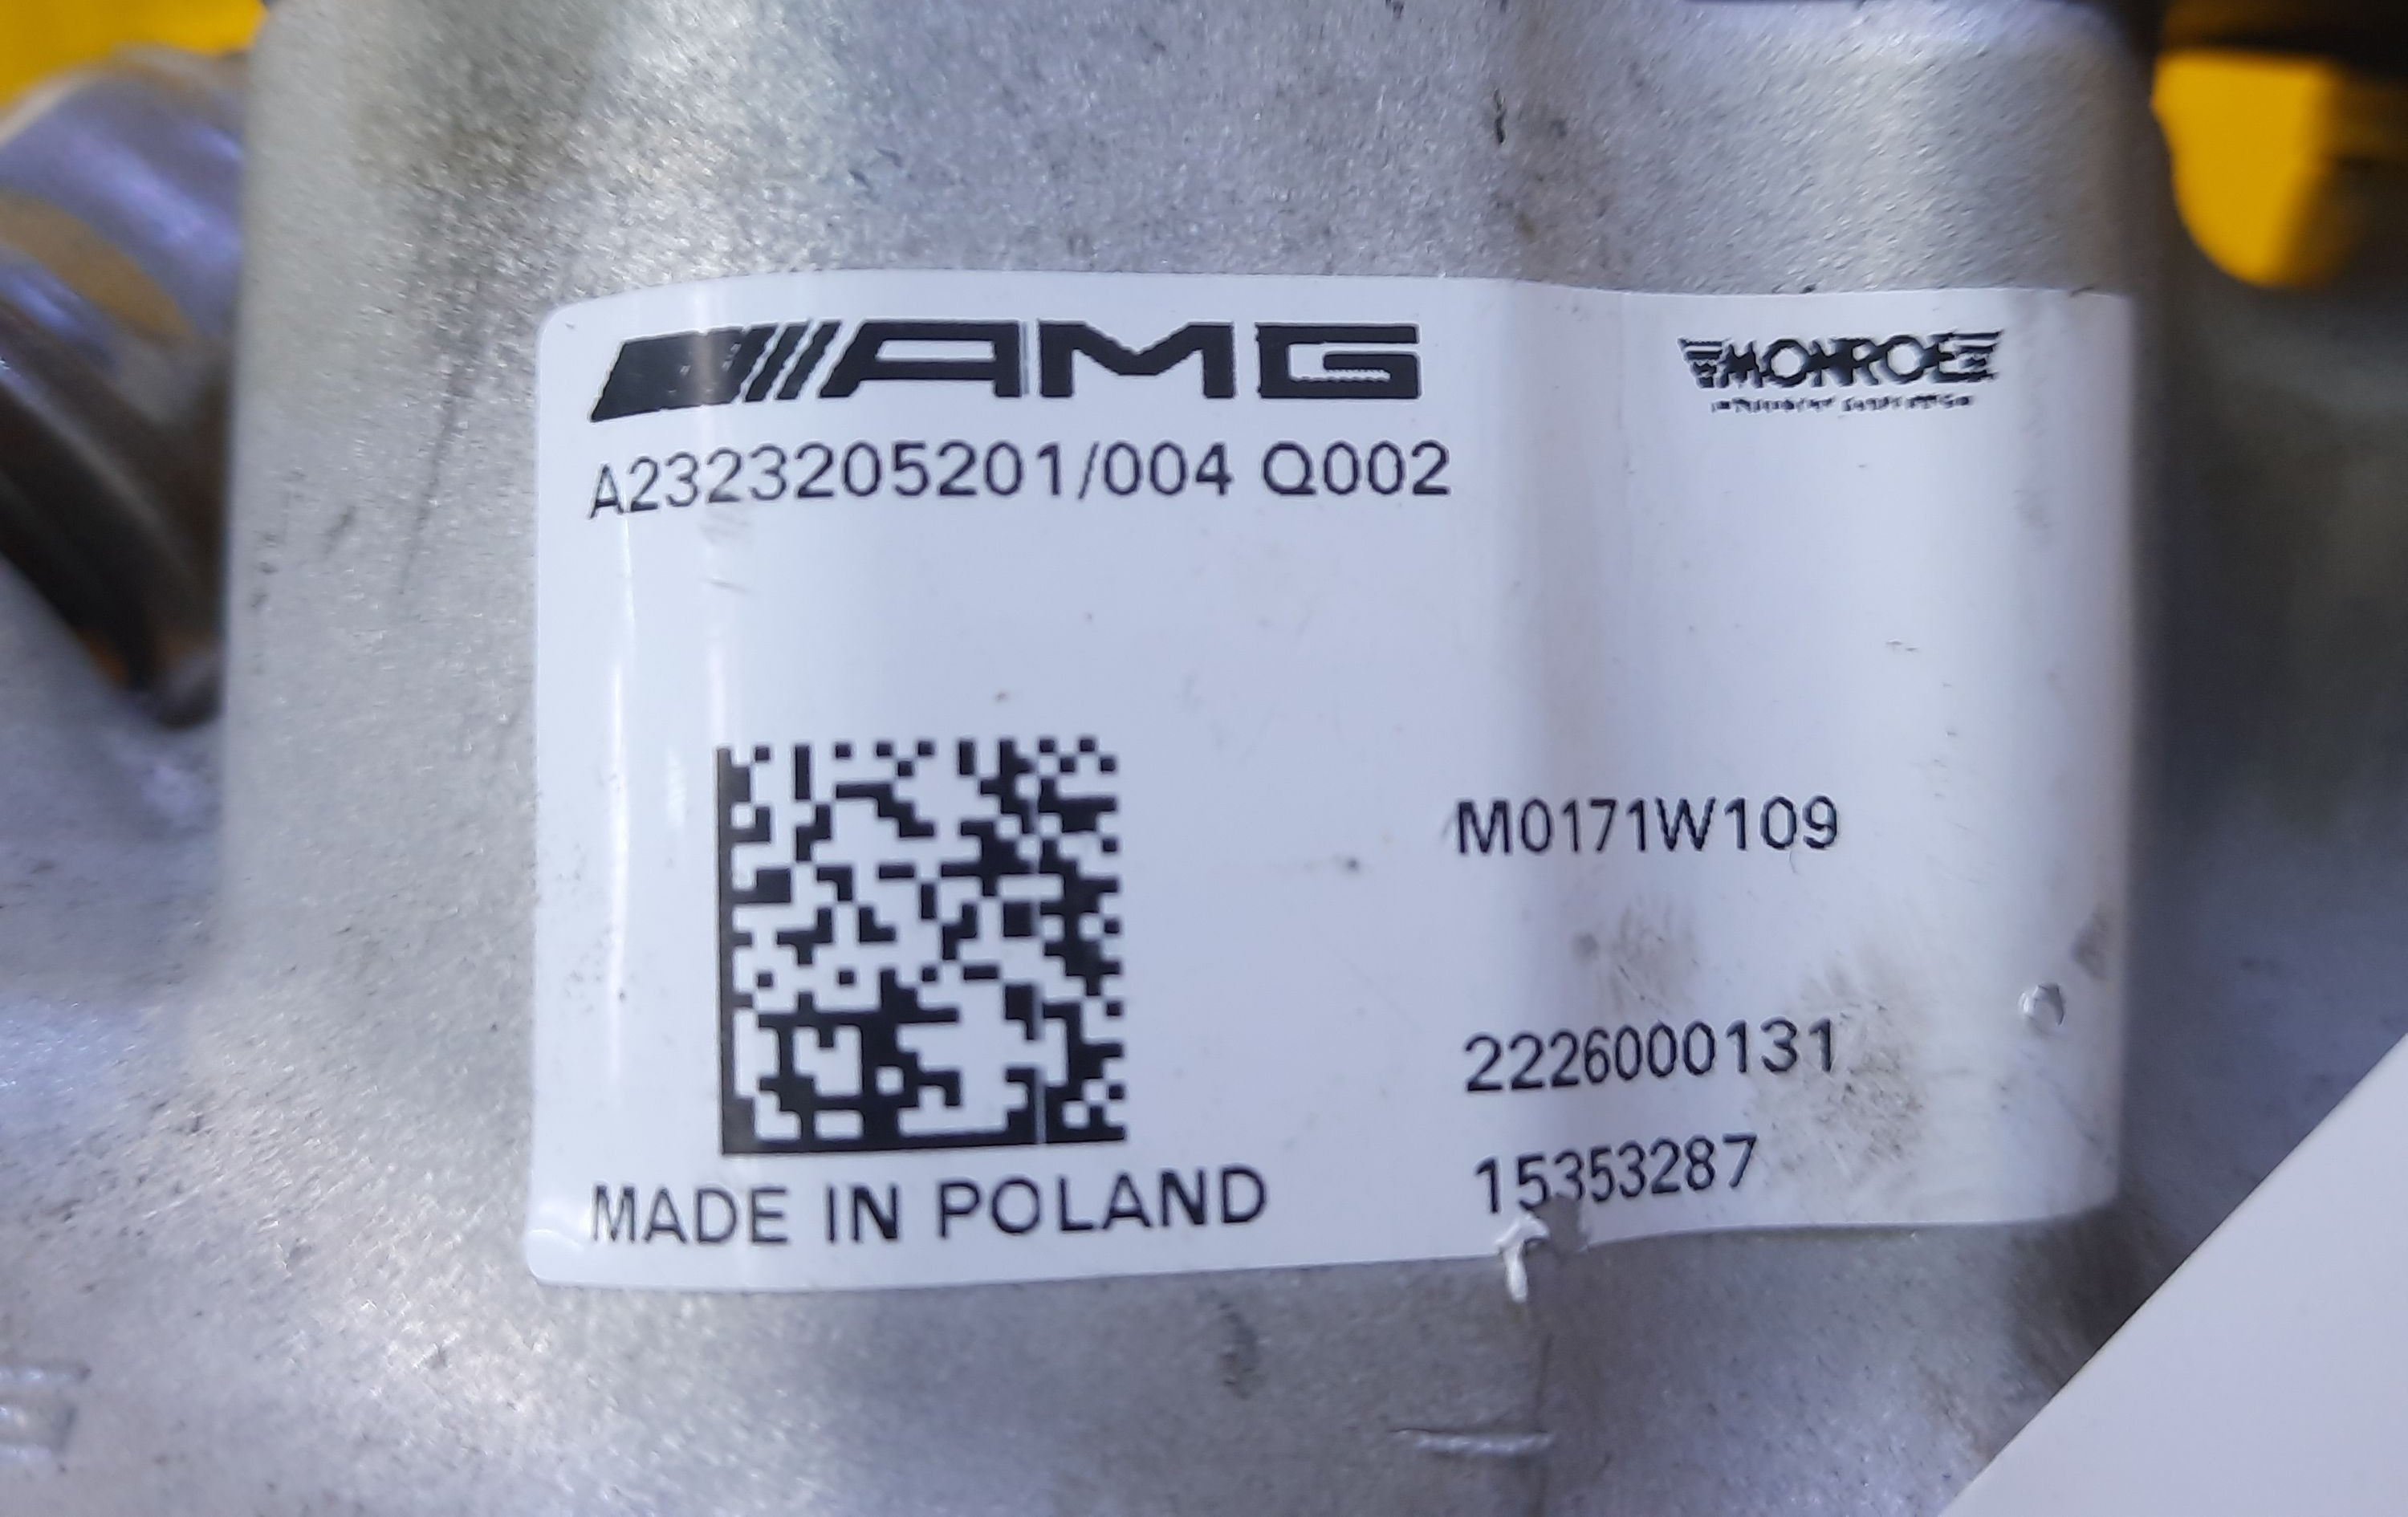 AMG
MONROE
A2323205201/004 Q002
M0171W109
2226000131
15353287
MADE IN POLAND